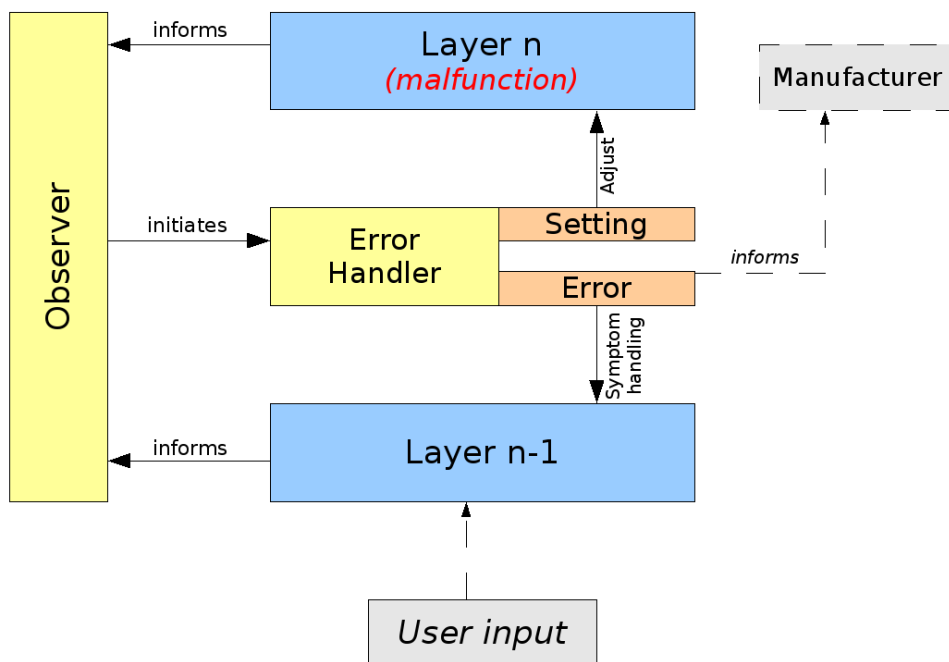 informs
Layer n
(malfunction)
Manufacturer
Adjust
Observer
initiates
Error
Handler
Setting
Error
informs
Symptom
handling
informs
Layer n-1
User input